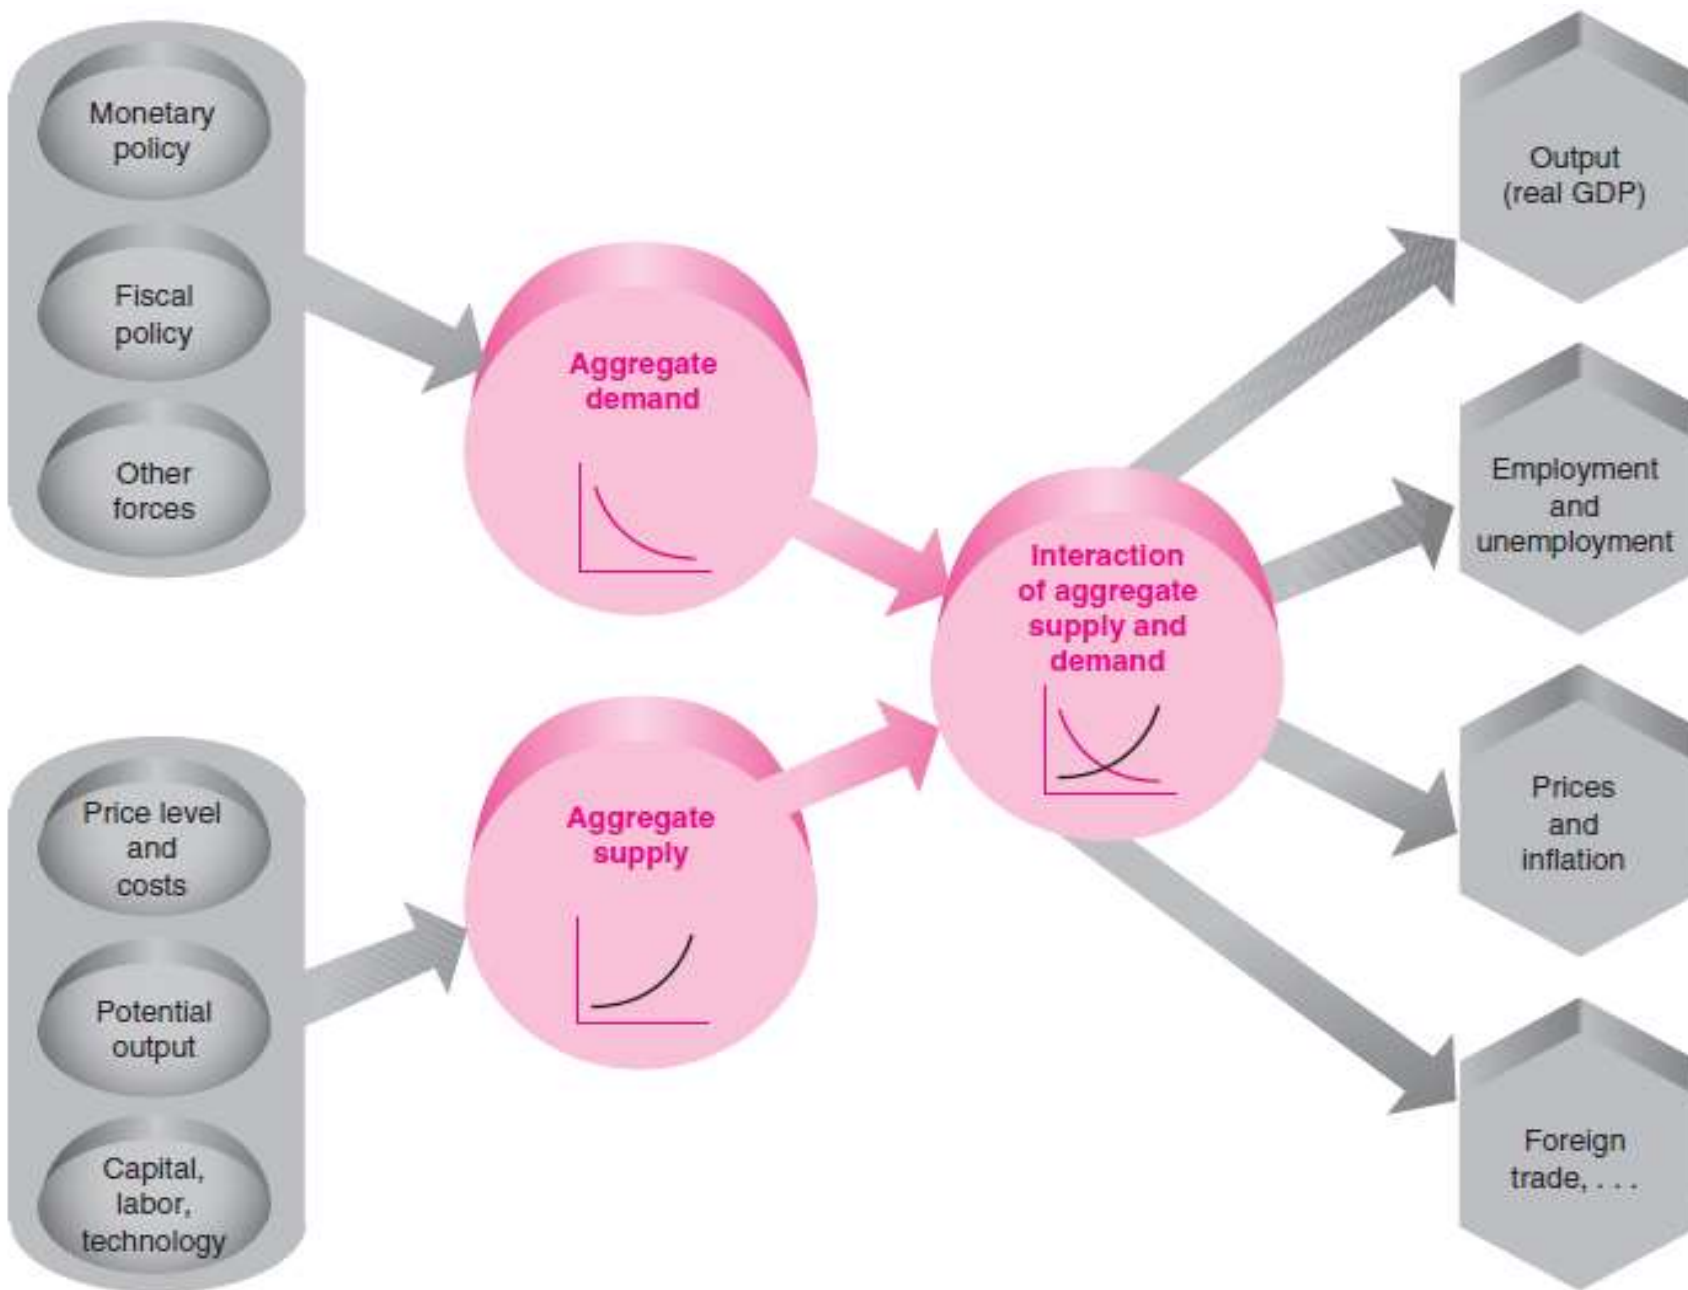 Monetary
policy
Fiscal
policy
Other
forces
Price level
and
costs
Potential
output
Capital,
labor,
technology
Aggregate
demand
Aggregate
supply
Interaction
of aggregate
supply and
demand
Output
(real GDP)
Employment
and
unemployment
Prices
and
inflation
Foreign
trade, . . .